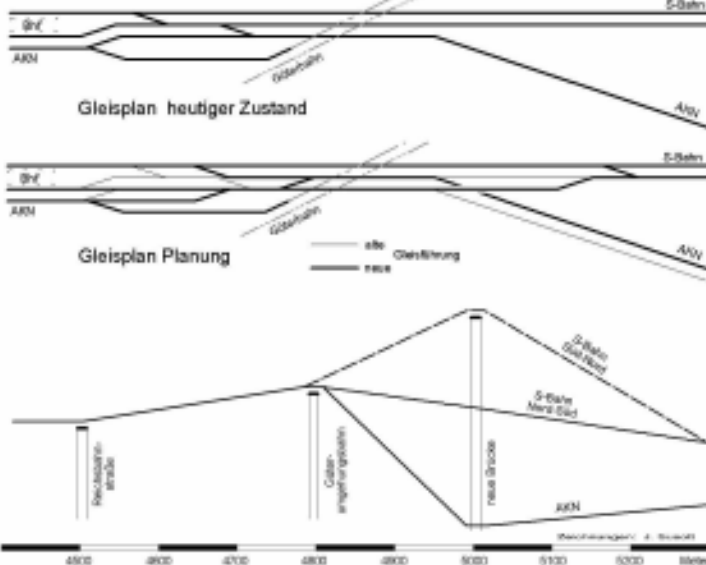 S-Bahn
Bhf
AKN
Güterbahn
AKN
Gleisplan heutiger Zustand
S-Bahn
Bhf
AKN
Güterbahn
AKN
Gleisplan Planung
alte
Gleisführung
neue
S-Bahn
Süd-Nord
S-Bahn
Nord-Süd
Güter-
umgehungsbahn
neue Brücke
AKN
Zeichnungen: J.
4500 4600 4700 4800 4900 5000 5100 5200 Meter